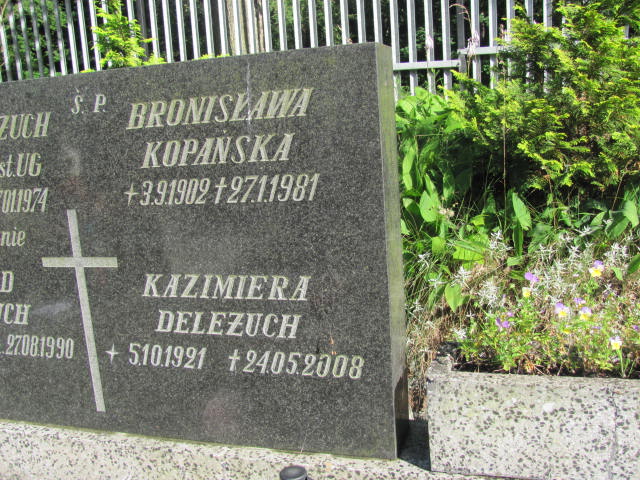 Ś. P.
BRONISŁAWA
KOPAŃSKA
+3.9.1902 +27.1.1981
ŻUCH
st.UG
7.01.1974
nie
D
UCH
27.08.1990
KAZIMIERA
DELEŻUCH
+ 5.10.1921 +24.05.2008